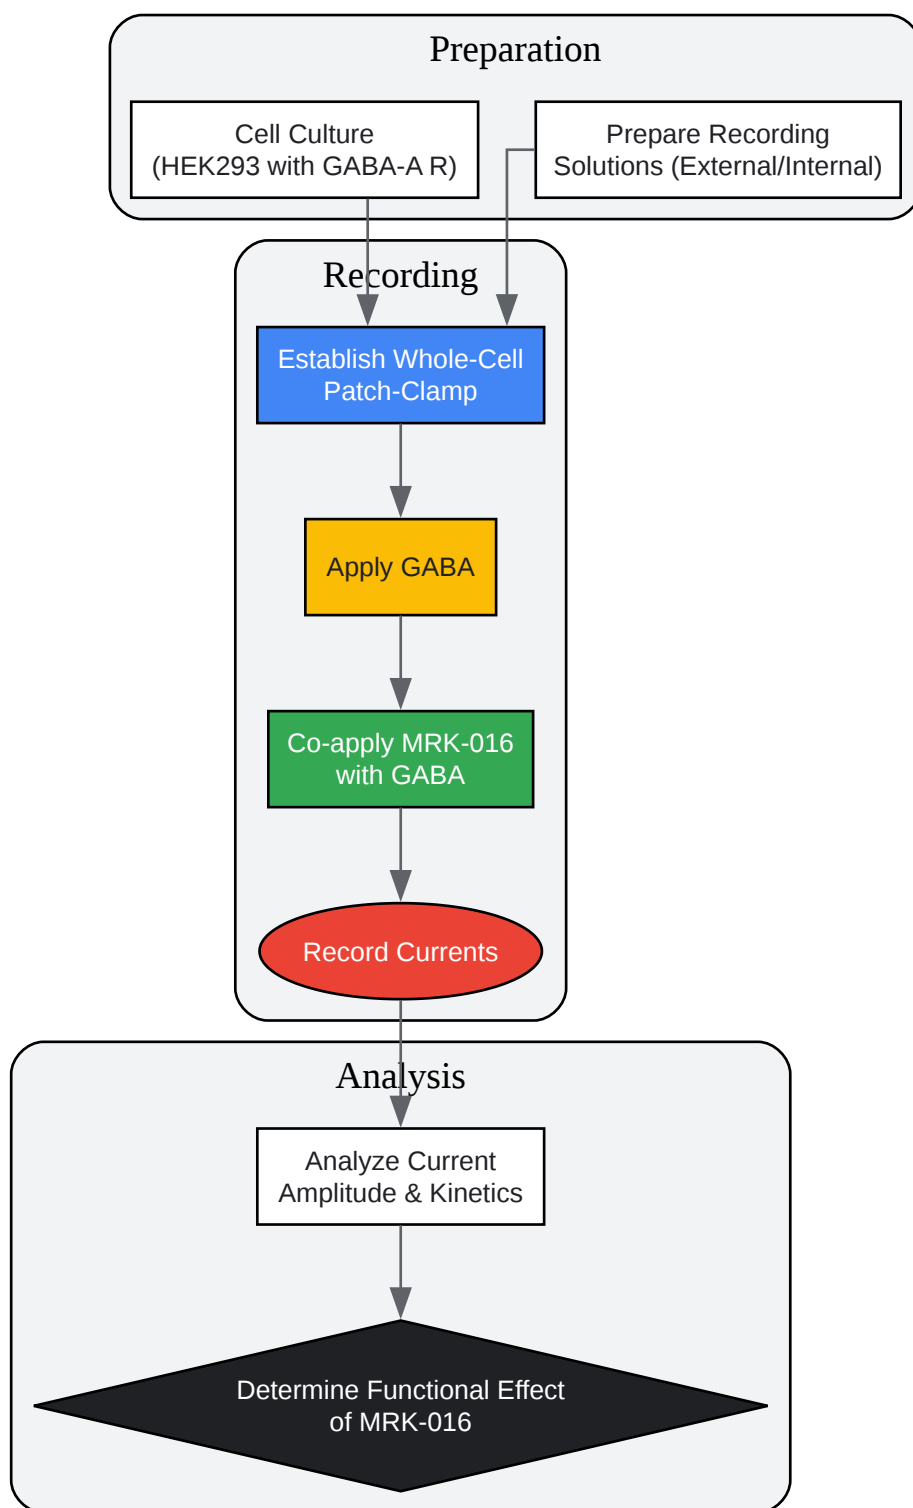 Preparation
Cell Culture
(HEK293 with GABA-A R)
Prepare Recording
Solutions (External/Internal)
Recording
Establish Whole-Cell
Patch-Clamp
Apply GABA
Co-apply MRK-016
with GABA
Record Currents
Analysis
Analyze Current
Amplitude & Kinetics
Determine Functional Effect
of MRK-016